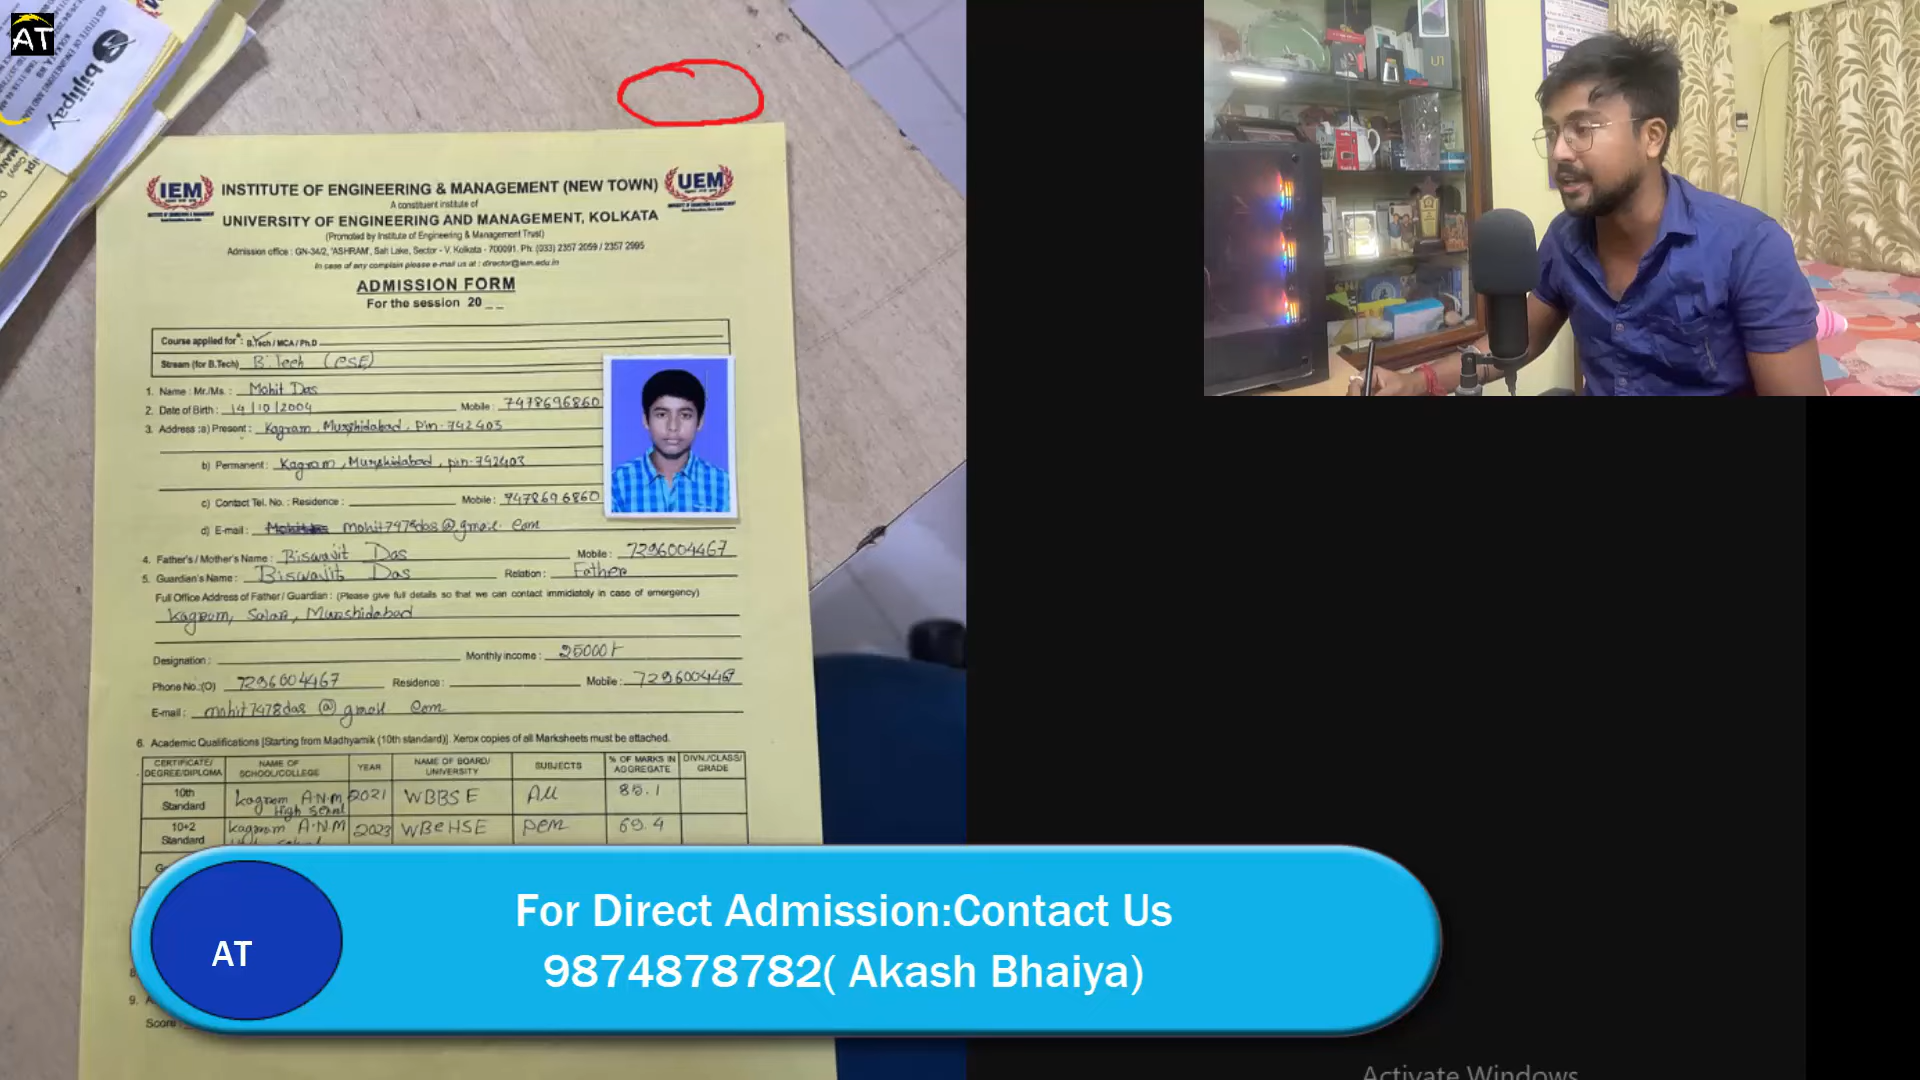 AT
Bijlipay
IEM
INSTITUTE OF ENGINEERING & MANAGEMENT (NEW TOWN)
UEM
A constituent institute of
UNIVERSITY OF ENGINEERING AND MANAGEMENT, KOLKATA
(Promoted by Institute of Engineering & Management Trust)
Admission office : GN-34/2, 'ASHRAM', Salt Lake, Sector - V, Kolkata - 700091, Ph: (033) 2357 2059 / 2357 2995
In case of any complain please e-mail us at : director@iem.edu.in
ADMISSION FORM
For the session 20 _ _
Course applied for* : B.Tech / MCA / Ph.D
Stream (for B.Tech) B.Tech (CSE)
1. Name : Mr./Ms. : Mohit Das
2. Date of Birth : 14/10/2004 Mobile : 7478696860
3. Address :a) Present : Kagram, Murshidabad, Pin-742403
b) Permanent : Kagram, Murshidabad, pin-742403
c) Contact Tel. No. : Residence : Mobile : 7478696860
d) E-mail : mohit7478das@gmail.com
4. Father's / Mother's Name : Biswajit Das Mobile : 7296004467
5. Guardian's Name : Biswajit Das Relation : Father
Full Office Address of Father / Guardian : (Please give full details so that we can contact immidiately in case of emergency)
Kagram, Salar, Murshidabad
Designation : Monthly income : 25000/-
Phone No.:(O) 7296004467 Residence : Mobile : 7296004467
E-mail : mohit7478das@gmail com
6. Academic Qualifications [Starting from Madhyamik (10th standard)]. Xerox copies of all Marksheets must be attached.
CERTIFICATE/ DEGREE/DIPLOMA NAME OF SCHOOL/COLLEGE YEAR NAME OF BOARD/ UNIVERSITY SUBJECTS % OF MARKS IN AGGREGATE DIVN./CLASS/ GRADE
10th Standard Kagram A.N.M High School 2021 WBBSE All 85.1
10+2 Standard Kagram A.N.M 2023 WBCHSE PCM 69.4
8.
9.
Score :
AT
For Direct Admission:Contact Us
9874878782( Akash Bhaiya)
Activate Windows